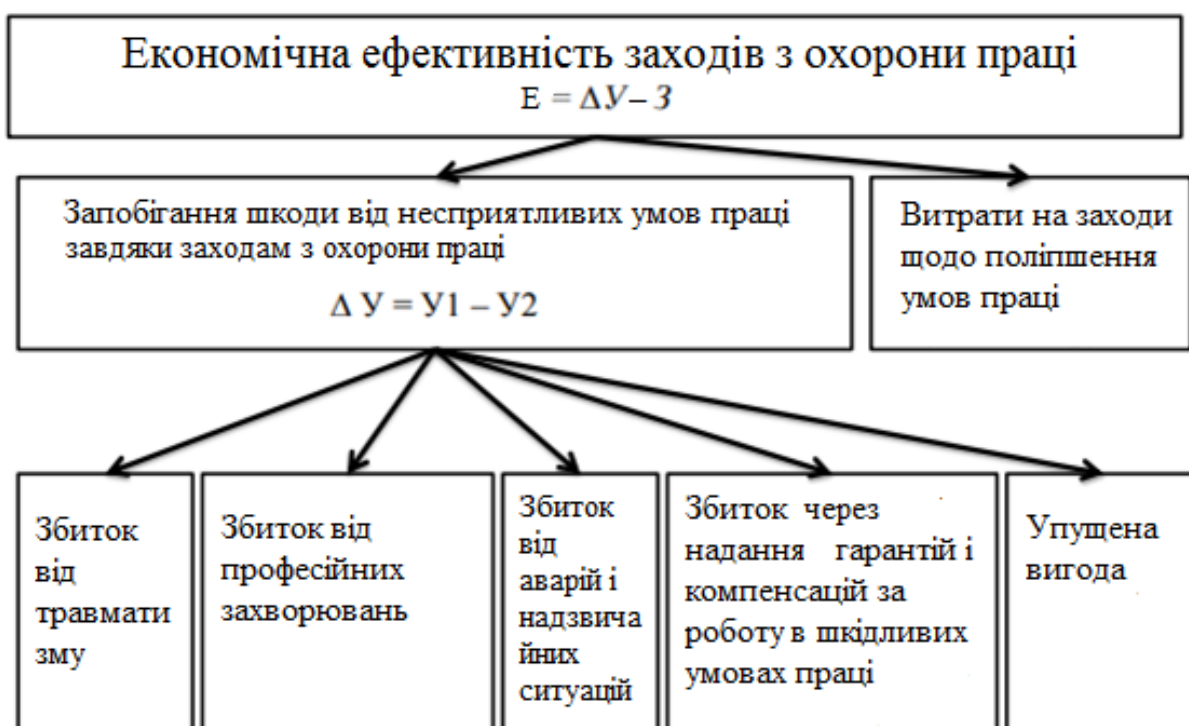 Економічна ефективність заходів з охорони праці
Е = ΔУ – З
Запобігання шкоди від несприятливих умов праці
завдяки заходам з охорони праці
Δ У = У1 – У2
Витрати на заходи
щодо поліпшення
умов праці
Збиток
від
травмати
зму
Збиток від
професійних
захворювань
Збиток
від
аварій і
надзвича
йних
ситуацій
Збиток через
надання гарантій і
компенсацій за
роботу в шкідливих
умовах праці
Упущена
вигода